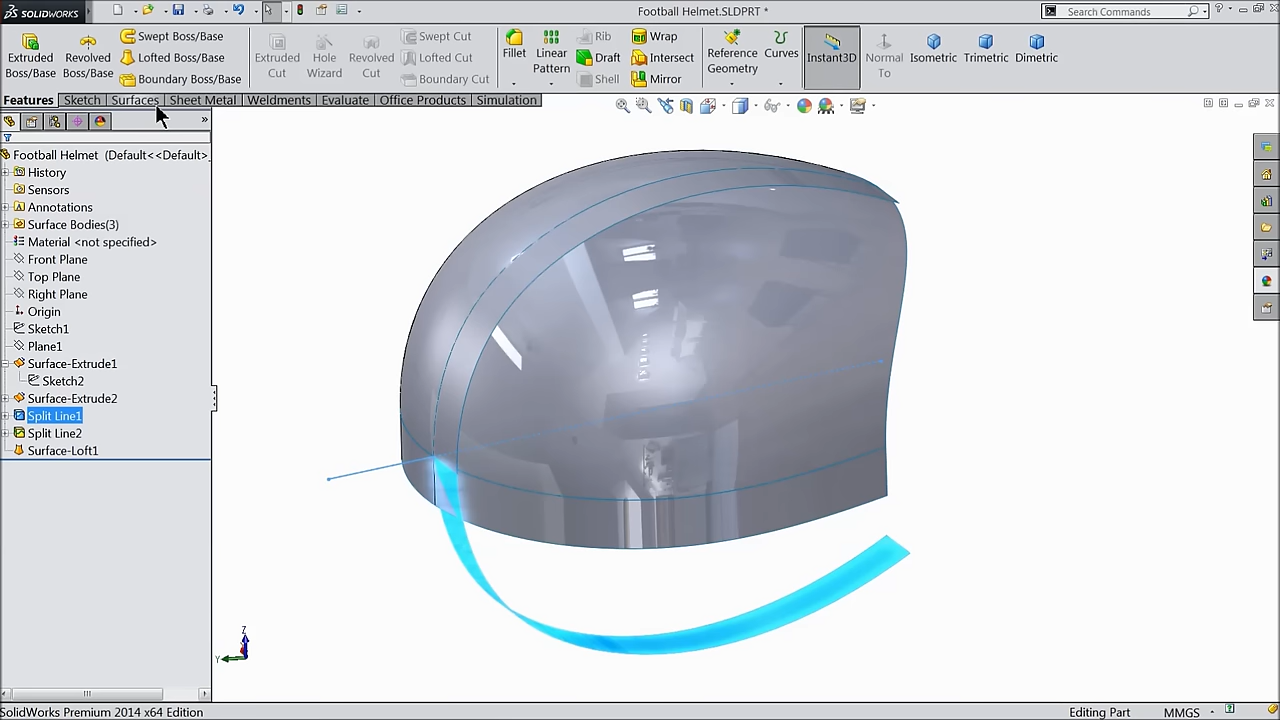 SOLIDWORKS
Football Helmet.SLDPRT *
Search Commands
Extruded Boss/Base
Revolved Boss/Base
Swept Boss/Base
Lofted Boss/Base
Boundary Boss/Base
Extruded Cut
Hole Wizard
Revolved Cut
Swept Cut
Lofted Cut
Boundary Cut
Fillet
Linear Pattern
Rib
Draft
Shell
Wrap
Intersect
Mirror
Reference Geometry
Curves
Instant3D
Normal To
Isometric
Trimetric
Dimetric
Features
Sketch
Surfaces
Sheet Metal
Weldments
Evaluate
Office Products
Simulation
Football Helmet (Default<<Default>
History
Sensors
Annotations
Surface Bodies(3)
Material <not specified>
Front Plane
Top Plane
Right Plane
Origin
Sketch1
Plane1
Surface-Extrude1
Sketch2
Surface-Extrude2
Split Line1
Split Line2
Surface-Loft1
Z
Y
SolidWorks Premium 2014 x64 Edition
Editing Part
MMGS